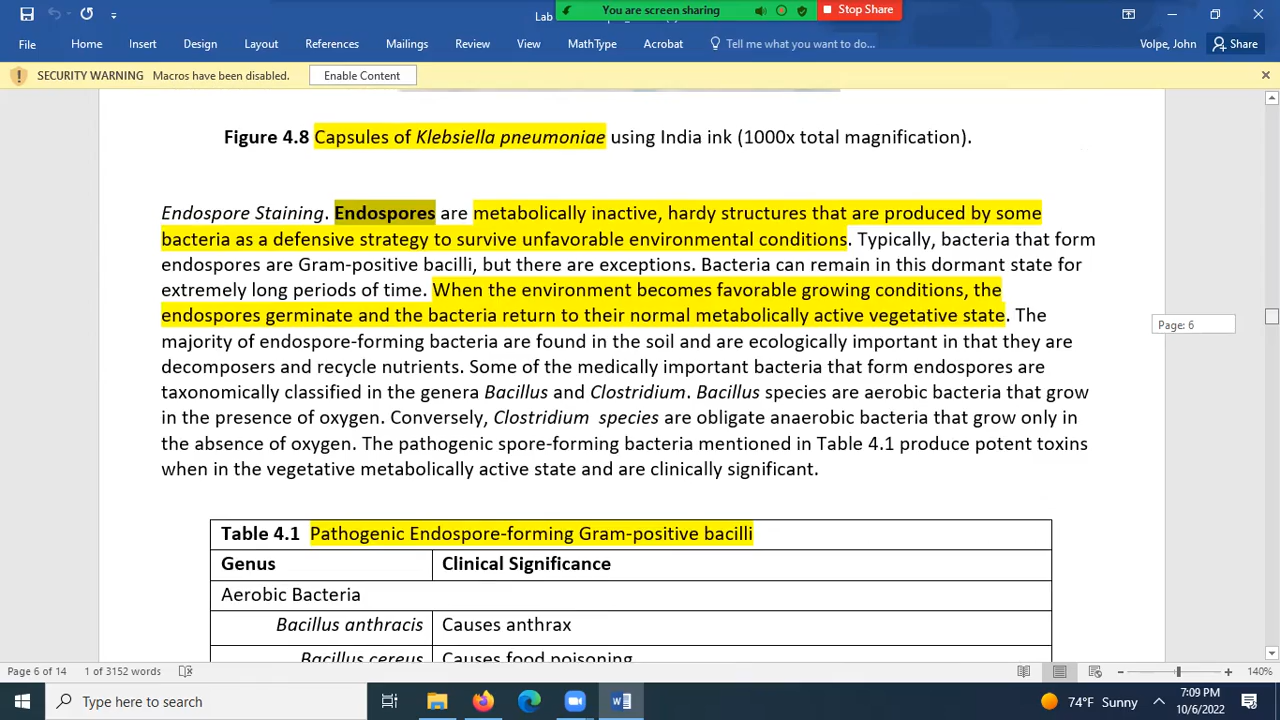 Lab
You are screen sharing
Stop Share
File Home Insert Design Layout References Mailings Review View MathType Acrobat Tell me what you want to do... Volpe, John Share
SECURITY WARNING Macros have been disabled. Enable Content
Figure 4.8 Capsules of Klebsiella pneumoniae using India ink (1000x total magnification).
Endospore Staining. Endospores are metabolically inactive, hardy structures that are produced by some
bacteria as a defensive strategy to survive unfavorable environmental conditions. Typically, bacteria that form
endospores are Gram-positive bacilli, but there are exceptions. Bacteria can remain in this dormant state for
extremely long periods of time. When the environment becomes favorable growing conditions, the
endospores germinate and the bacteria return to their normal metabolically active vegetative state. The
majority of endospore-forming bacteria are found in the soil and are ecologically important in that they are
decomposers and recycle nutrients. Some of the medically important bacteria that form endospores are
taxonomically classified in the genera Bacillus and Clostridium. Bacillus species are aerobic bacteria that grow
in the presence of oxygen. Conversely, Clostridium species are obligate anaerobic bacteria that grow only in
the absence of oxygen. The pathogenic spore-forming bacteria mentioned in Table 4.1 produce potent toxins
when in the vegetative metabolically active state and are clinically significant.
Page: 6
Table 4.1 Pathogenic Endospore-forming Gram-positive bacilli
Genus Clinical Significance
Aerobic Bacteria
Bacillus anthracis Causes anthrax
Bacillus cereus Causes food poisoning
Page 6 of 14 1 of 3152 words 140%
Type here to search 74°F Sunny 7:09 PM
10/6/2022